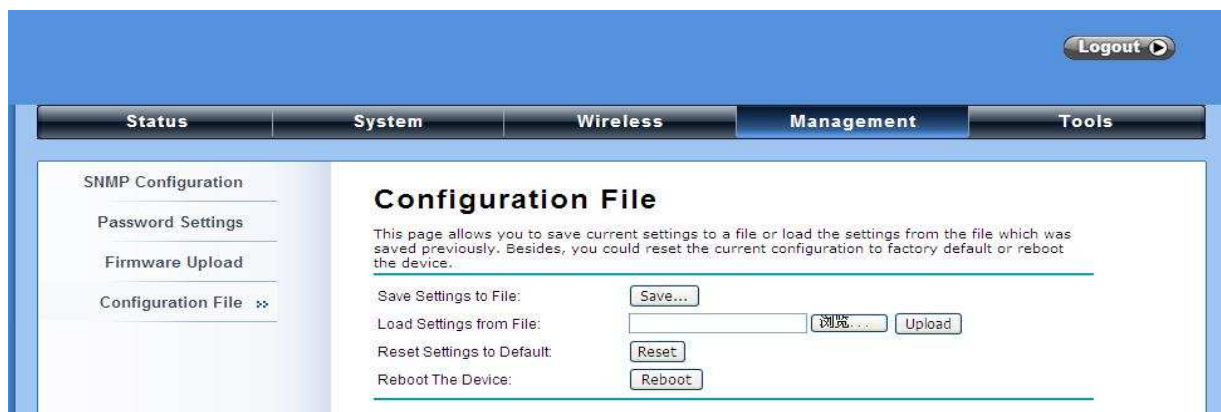 Logout
Status System Wireless Management Tools
SNMP Configuration
Password Settings
Firmware Upload
Configuration File
Configuration File
This page allows you to save current settings to a file or load the settings from the file which was
saved previously. Besides, you could reset the current configuration to factory default or reboot
the device.
Save Settings to File: Save...
Load Settings from File: 浏览... Upload
Reset Settings to Default: Reset
Reboot The Device: Reboot